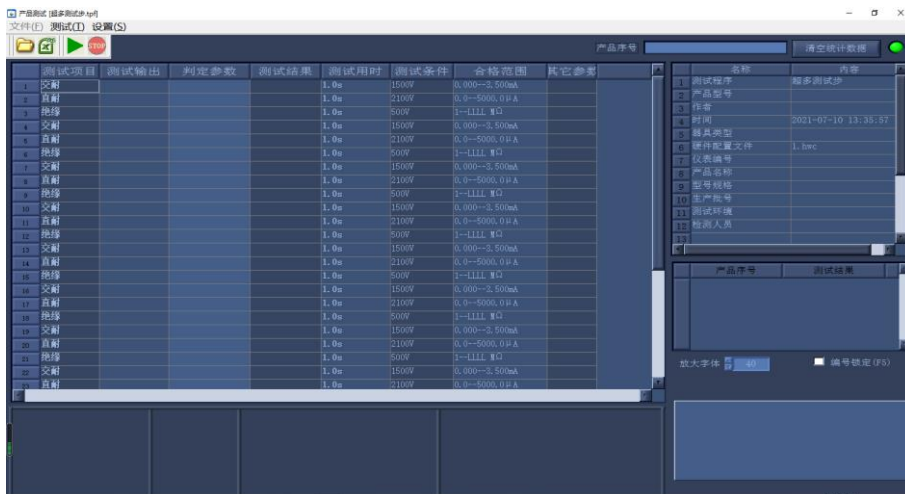 产品测试 [超多测试步.tpf]
文件(F) 测试(T) 设置(S)
STOP
产品序号 清空统计数据
测试项目 测试输出 判定参数 测试结果 测试用时 测试条件 合格范围 其它参数
1 交耐 1.0s 1500V 0.000--3.500mA
2 直耐 1.0s 2100V 0.0--5000.0μA
3 绝缘 1.0s 500V 1--LLLL MΩ
4 交耐 1.0s 1500V 0.000--3.500mA
5 直耐 1.0s 2100V 0.0--5000.0μA
6 绝缘 1.0s 500V 1--LLLL MΩ
7 交耐 1.0s 1500V 0.000--3.500mA
8 直耐 1.0s 2100V 0.0--5000.0μA
9 绝缘 1.0s 500V 1--LLLL MΩ
10 交耐 1.0s 1500V 0.000--3.500mA
11 直耐 1.0s 2100V 0.0--5000.0μA
12 绝缘 1.0s 500V 1--LLLL MΩ
13 交耐 1.0s 1500V 0.000--3.500mA
14 直耐 1.0s 2100V 0.0--5000.0μA
15 绝缘 1.0s 500V 1--LLLL MΩ
16 交耐 1.0s 1500V 0.000--3.500mA
17 直耐 1.0s 2100V 0.0--5000.0μA
18 绝缘 1.0s 500V 1--LLLL MΩ
19 交耐 1.0s 1500V 0.000--3.500mA
20 直耐 1.0s 2100V 0.0--5000.0μA
21 绝缘 1.0s 500V 1--LLLL MΩ
22 交耐 1.0s 1500V 0.000--3.500mA
23 直耐 1.0s 2100V 0.0--5000.0μA
名称 内容
1 测试程序 超多测试步
2 产品型号
3 作者
4 时间 2021-07-10 13:35:57
5 器具类型
6 硬件配置文件 1.hwc
7 仪表编号
8 产品名称
9 型号规格
10 生产批号
11 测试环境
12 检测人员
13
产品序号 测试结果
放大字体 40 编号锁定(F5)